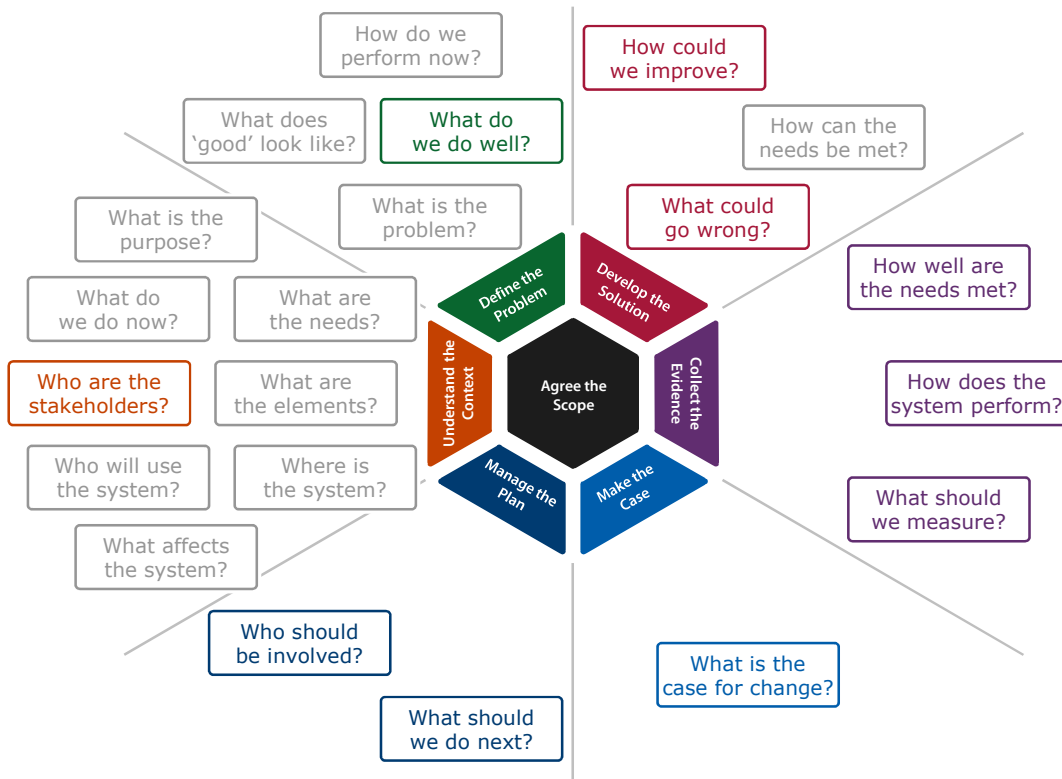 How do we
perform now?
How could
we improve?
What does
‘good’ look like?
What do
we do well?
How can the
needs be met?
What is the
purpose?
What is the
problem?
What could
go wrong?
How well are
the needs met?
What do
we do now?
What are
the needs?
Define the
Problem
Develop the
Solution
Who are the
stakeholders?
What are
the elements?
Understand the
Context
Agree the
Scope
Collect the
Evidence
How does the
system perform?
Who will use
the system?
Where is
the system?
Manage the
Plan
Make the
Case
What should
we measure?
What affects
the system?
Who should
be involved?
What is the
case for change?
What should
we do next?